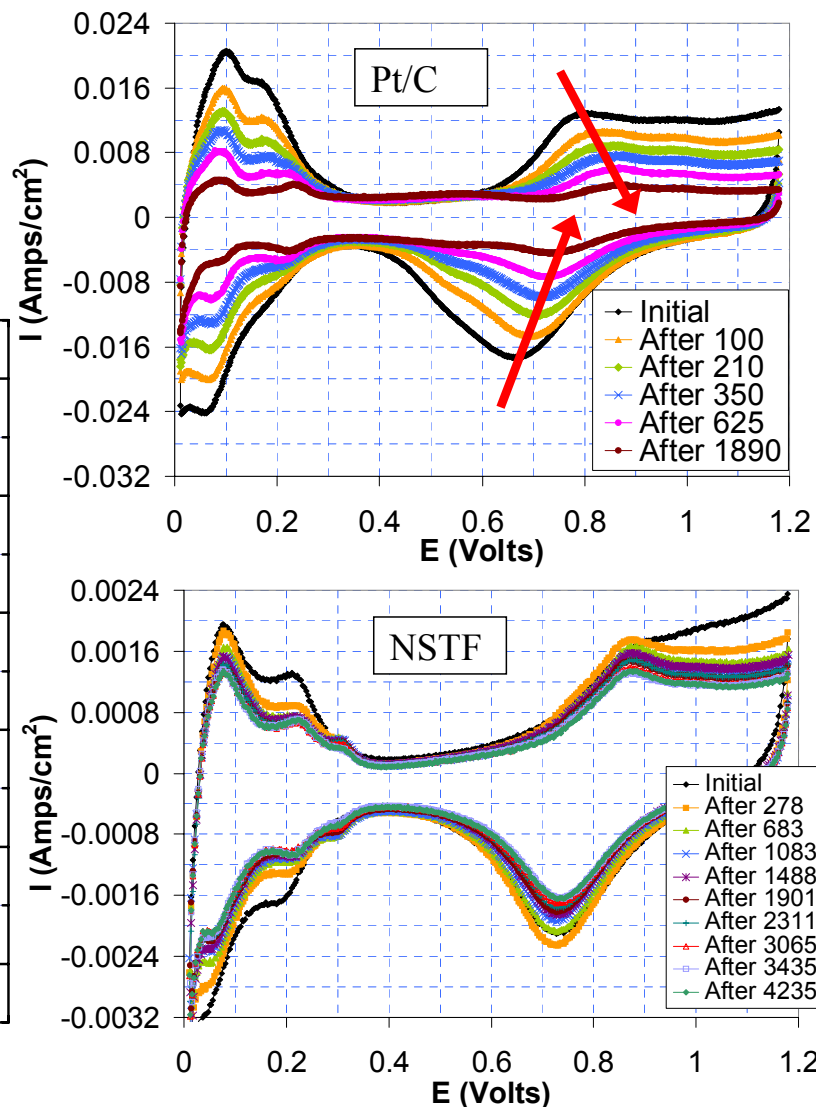 0.024
0.016
0.008
0
-0.008
-0.016
-0.024
-0.032
I (Amps/cm2)
Pt/C
Initial
After 100
After 210
After 350
After 625
After 1890
0 0.2 0.4 0.6 0.8 1 1.2
E (Volts)
0.0024
0.0016
0.0008
0
-0.0008
-0.0016
-0.0024
-0.0032
I (Amps/cm2)
NSTF
Initial
After 278
After 683
After 1083
After 1488
After 1901
After 2311
After 3065
After 3435
After 4235
0 0.2 0.4 0.6 0.8 1 1.2
E (Volts)